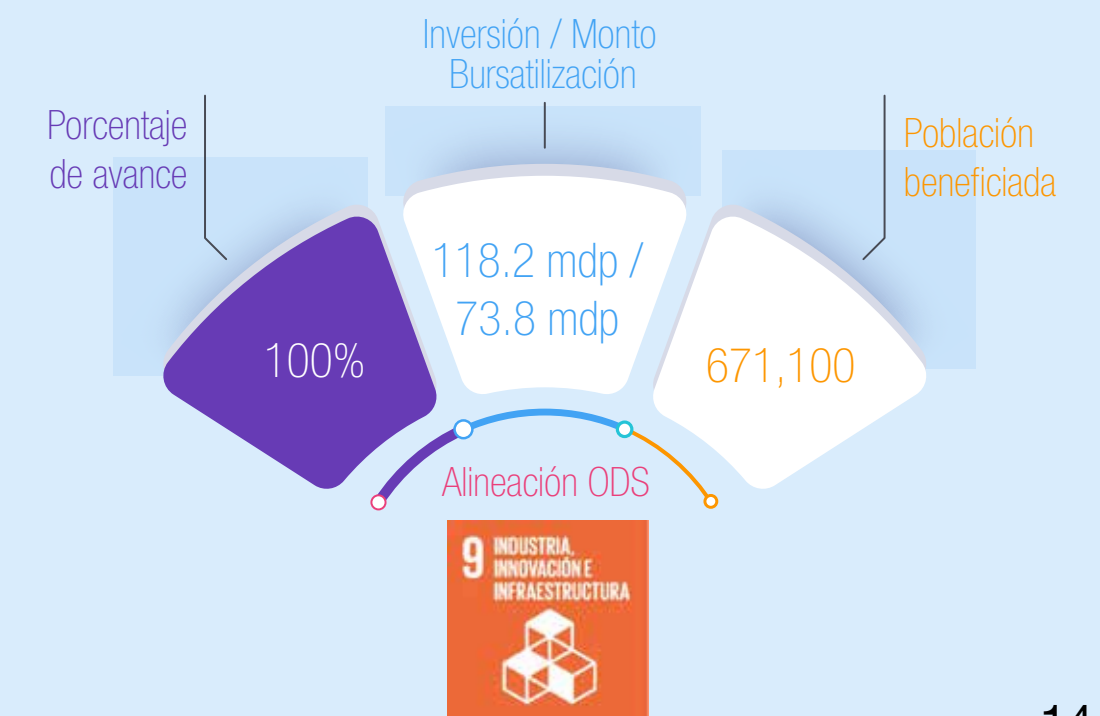 Inversión / Monto
Bursatilización
Porcentaje
de avance
Población
beneficiada
118.2 mdp /
73.8 mdp
100%
671,100
Alineación ODS
9 INDUSTRIA,
INNOVACIÓN E
INFRAESTRUCTURA
14